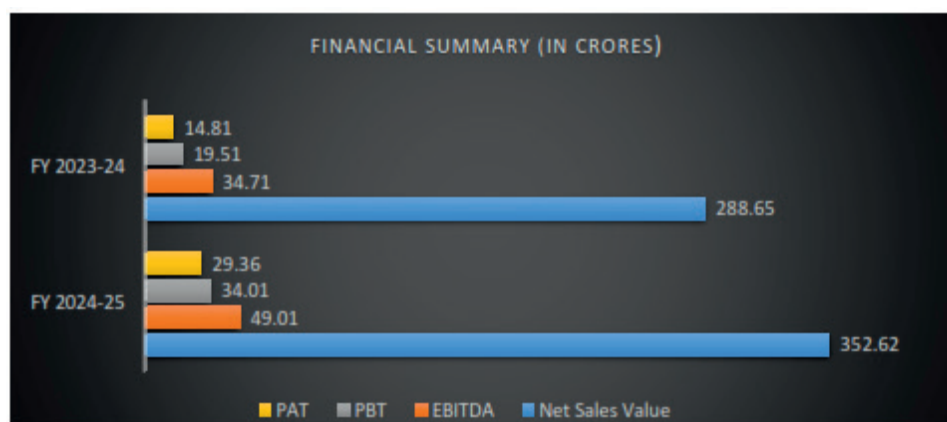 FINANCIAL SUMMARY (IN CRORES)
14.81
FY 2023-24
19.51
34.71
288.65
29.36
FY 2024-25
34.01
49.01
352.62
PAT PBT EBITDA Net Sales Value